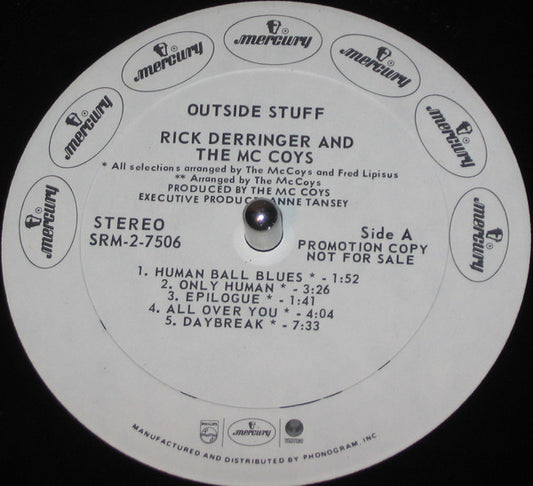 mercury
mercury
mercury
mercury
mercury
mercury
mercury
OUTSIDE STUFF
RICK DERRINGER AND
THE MC COYS
* All selections arranged by The McCoys and Fred Lipisus
** Arranged by The McCoys
PRODUCED BY THE MC COYS
EXECUTIVE PRODUC ANNE TANSEY
STEREO
SRM-2-7506
Side A
PROMOTION COPY
NOT FOR SALE
1. HUMAN BALL BLUES * - 1:52
2. ONLY HUMAN * - 3:26
3. EPILOGUE * - 1:41
4. ALL OVER YOU * - 4:04
5. DAYBREAK * - 7:33
PHILIPS
mercury
MANUFACTURED AND DISTRIBUTED BY PHONOGRAM, INC.